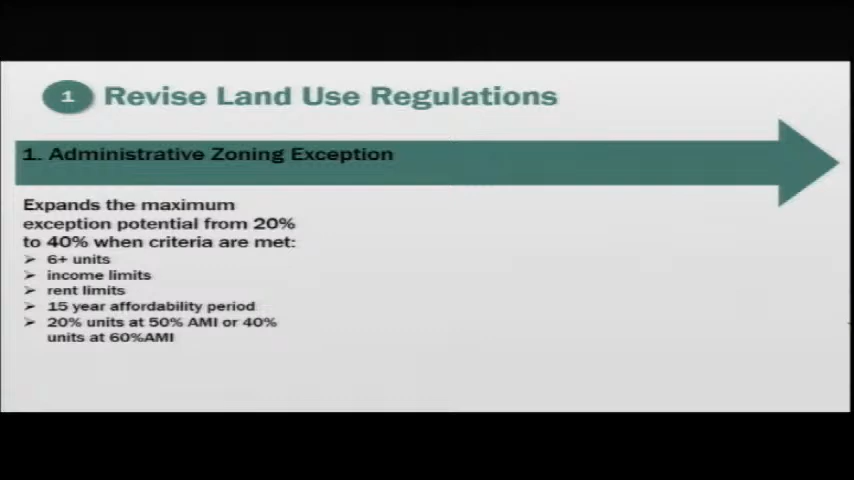 1
Revise Land Use Regulations
1. Administrative Zoning Exception
Expands the maximum
exception potential from 20%
to 40% when criteria are met:
➢ 6+ units
➢ income limits
➢ rent limits
➢ 15 year affordability period
➢ 20% units at 50% AMI or 40%
units at 60%AMI